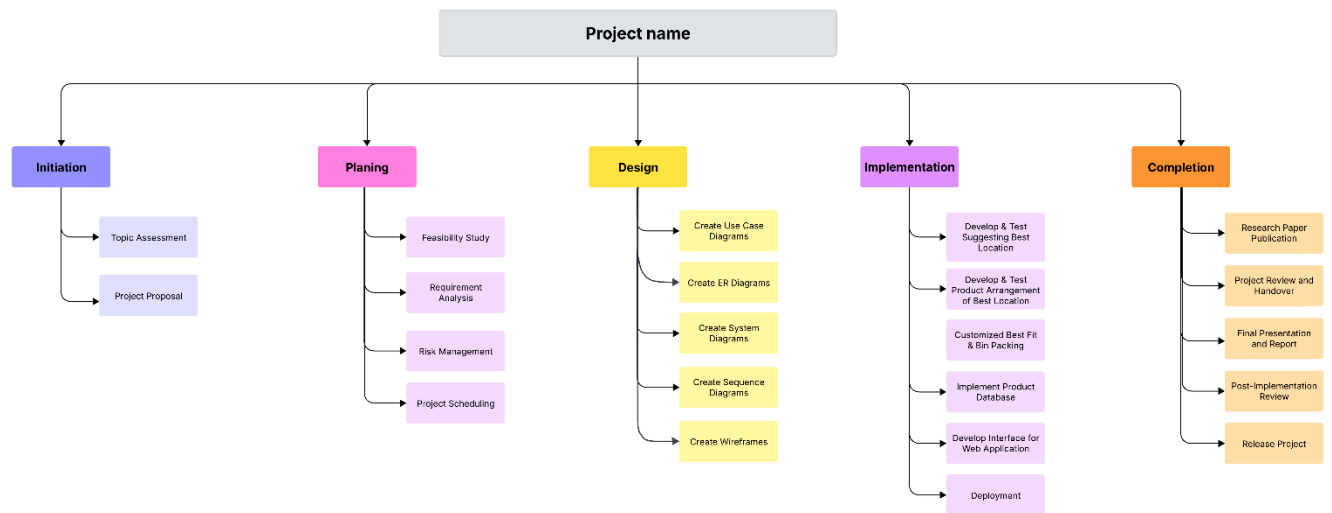 Project name
Initiation
Topic Assessment
Project Proposal
Planing
Feasibility Study
Requirement
Analysis
Risk Management
Project Scheduling
Design
Create Use Case
Diagrams
Create ER Diagrams
Create System
Diagrams
Create Sequence
Diagrams
Create Wireframes
Implementation
Develop & Test
Suggesting Best
Location
Develop & Test
Product Arrangement
of Best Location
Customized Best Fit
& Bin Packing
Implement Product
Database
Develop Interface for
Web Application
Deployment
Completion
Research Paper
Publication
Project Review and
Handover
Final Presentation
and Report
Post-Implementation
Review
Release Project